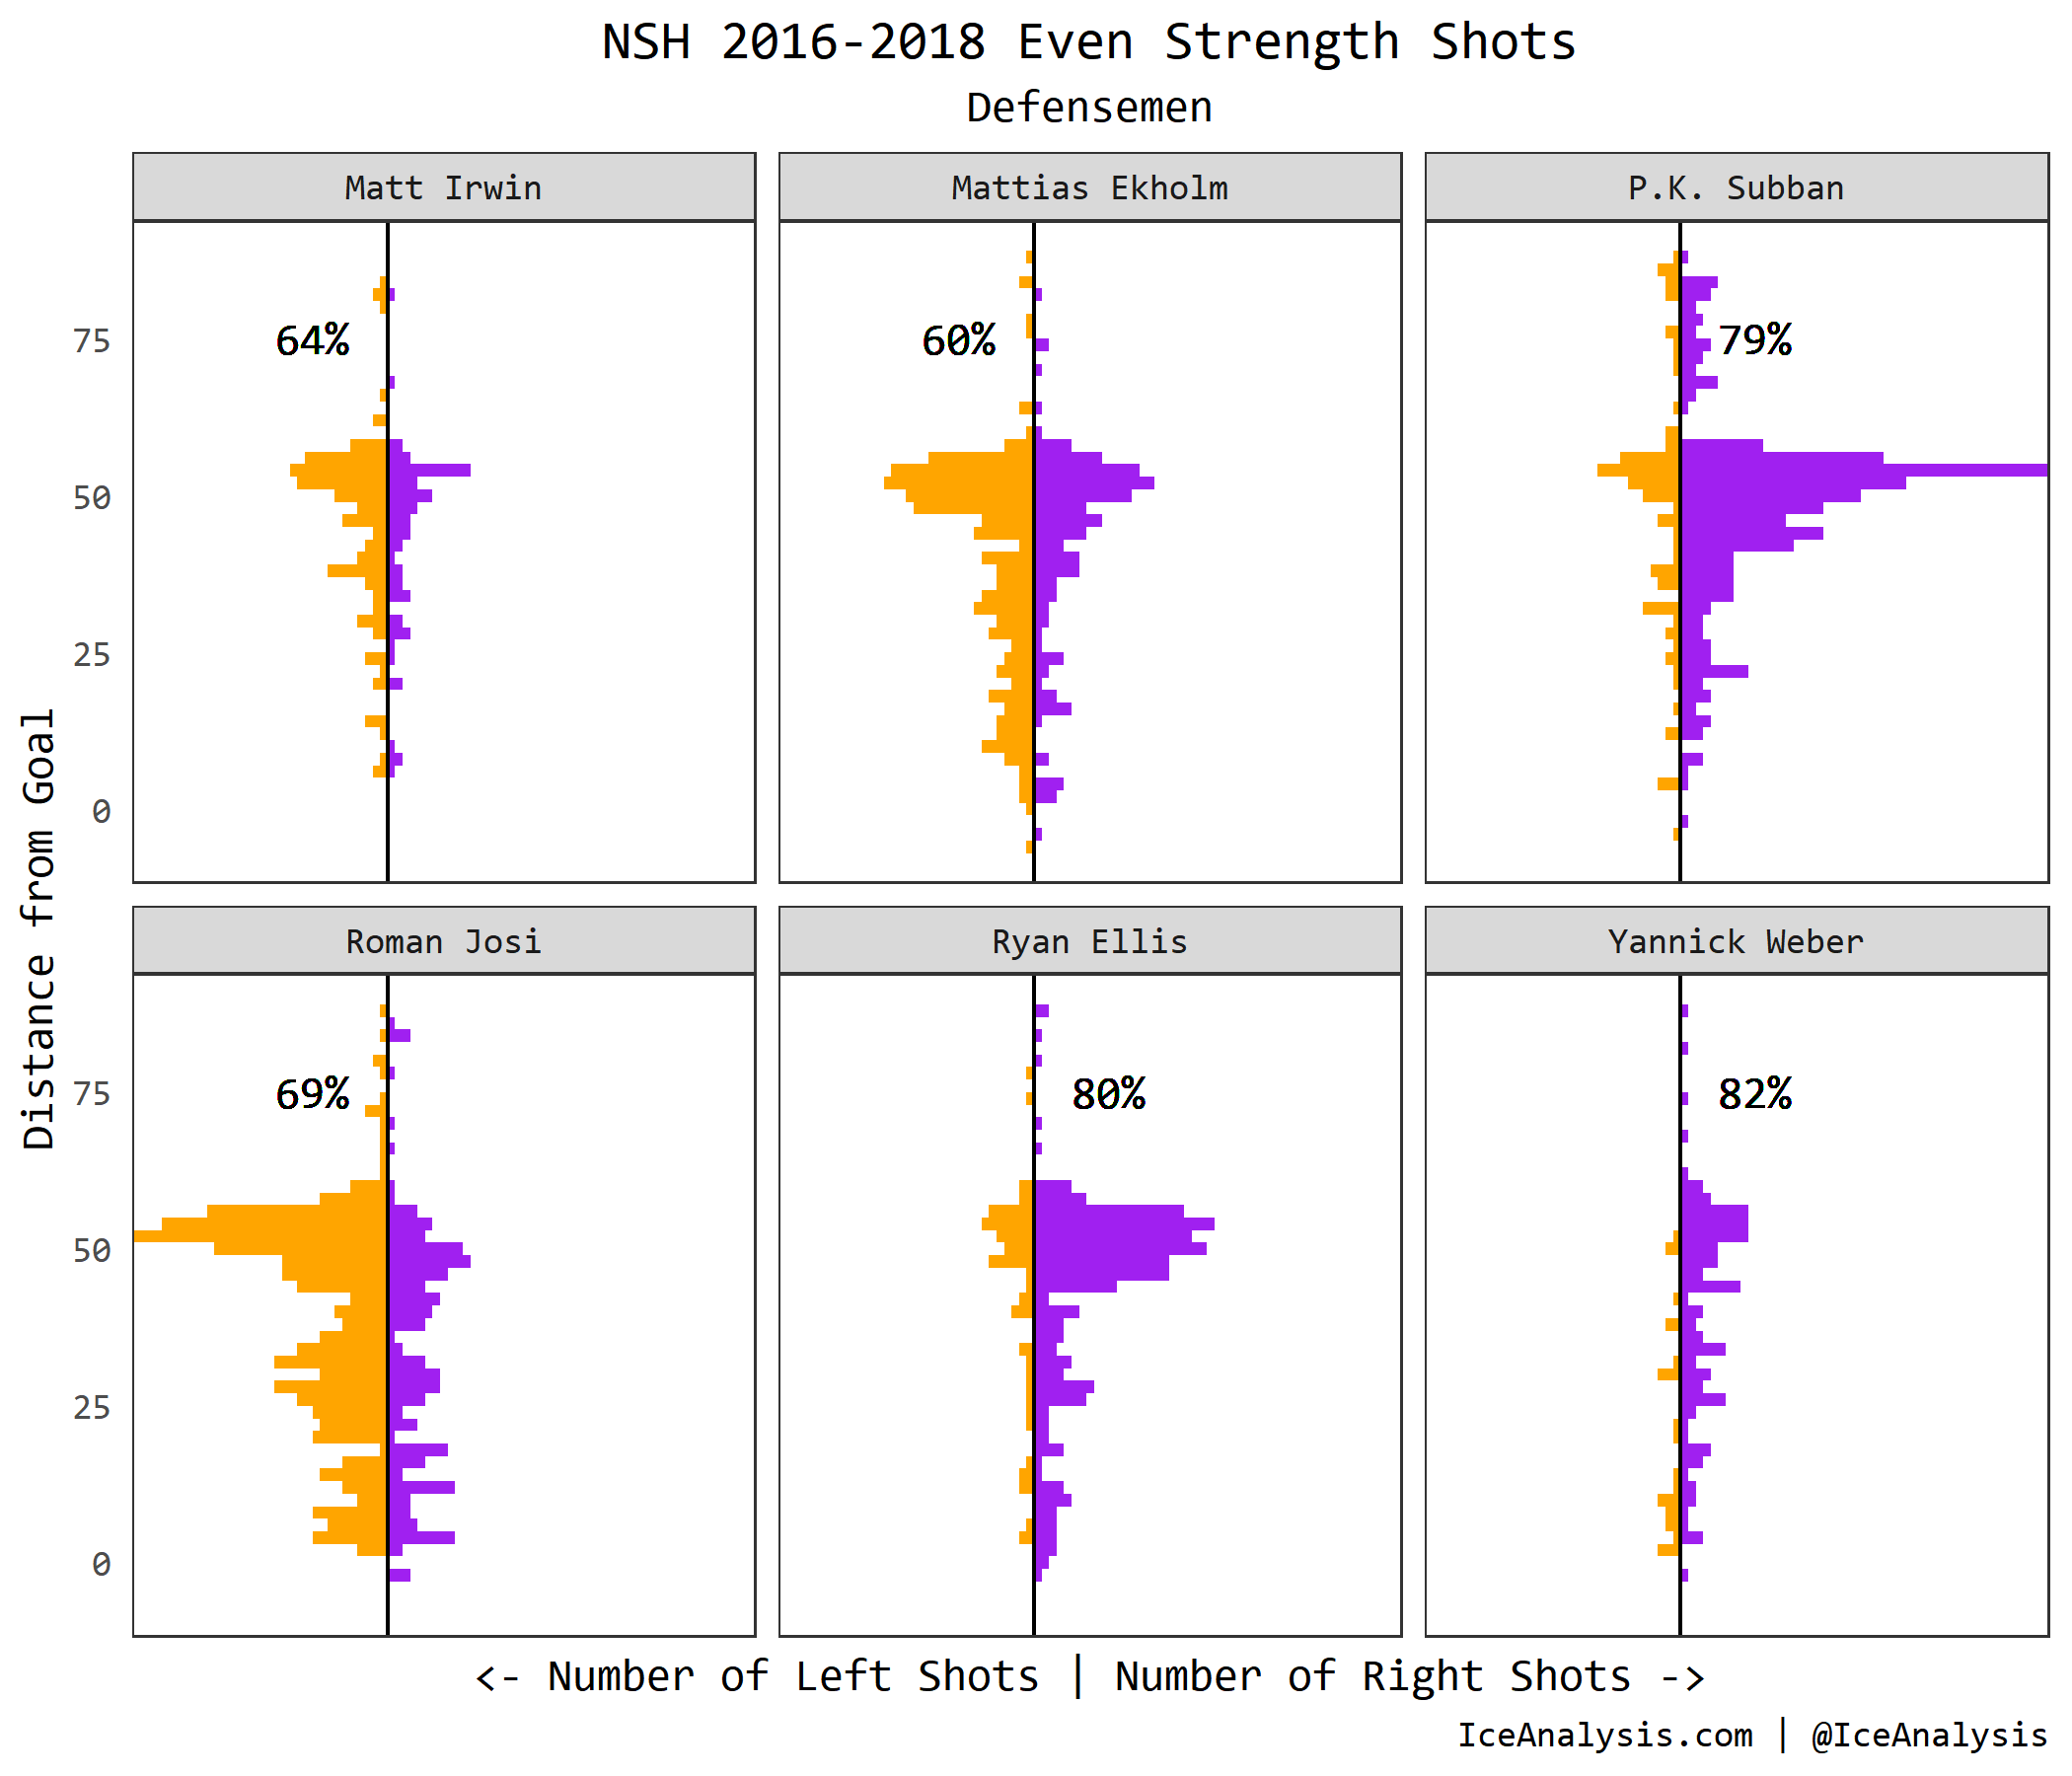 NSH 2016-2018 Even Strength Shots
Defensemen
Matt Irwin
Mattias Ekholm
P.K. Subban
64%
60%
79%
75
50
25
0
Distance from Goal
Roman Josi
Ryan Ellis
Yannick Weber
69%
80%
82%
75
50
25
0
<- Number of Left Shots | Number of Right Shots ->
IceAnalysis.com | @IceAnalysis